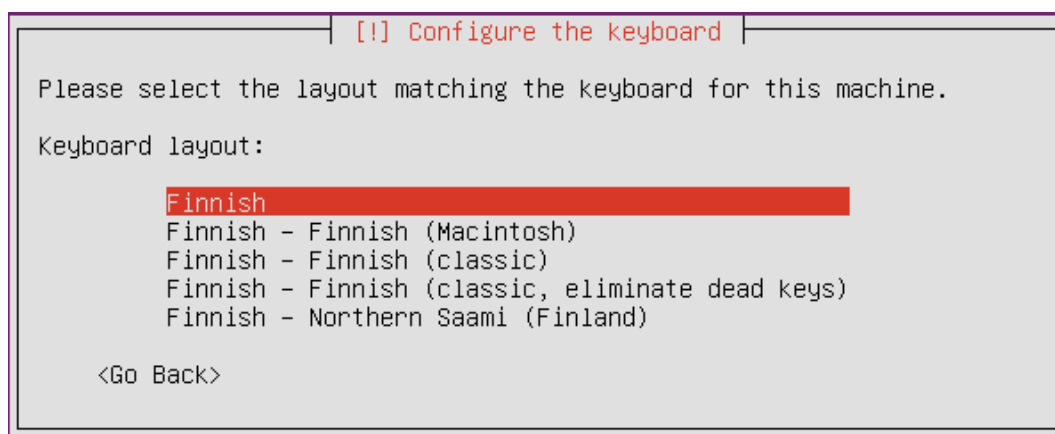 [!] Configure the keyboard
Please select the layout matching the keyboard for this machine.
Keyboard layout:
Finnish
Finnish - Finnish (Macintosh)
Finnish - Finnish (classic)
Finnish - Finnish (classic, eliminate dead keys)
Finnish - Northern Saami (Finland)
<Go Back>